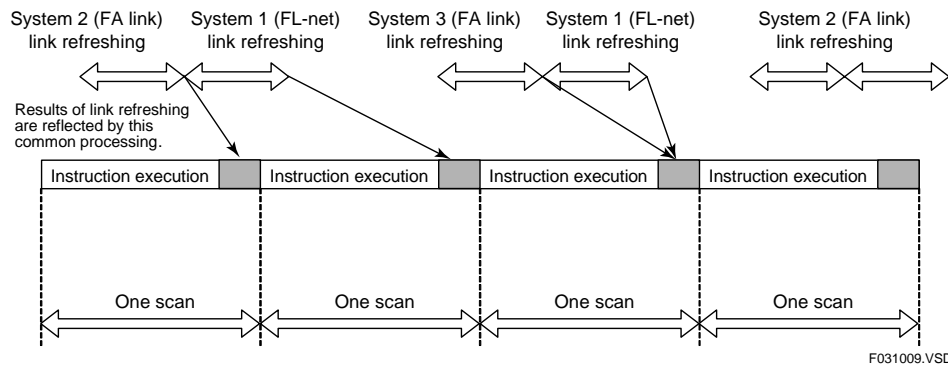 System 2 (FA link)
link refreshing
System 1 (FL-net)
link refreshing
System 3 (FA link)
link refreshing
System 1 (FL-net)
link refreshing
System 2 (FA link)
link refreshing
Results of link refreshing
are reflected by this
common processing.
Instruction execution
Instruction execution
Instruction execution
Instruction execution
One scan
One scan
One scan
One scan
F031009.VSD